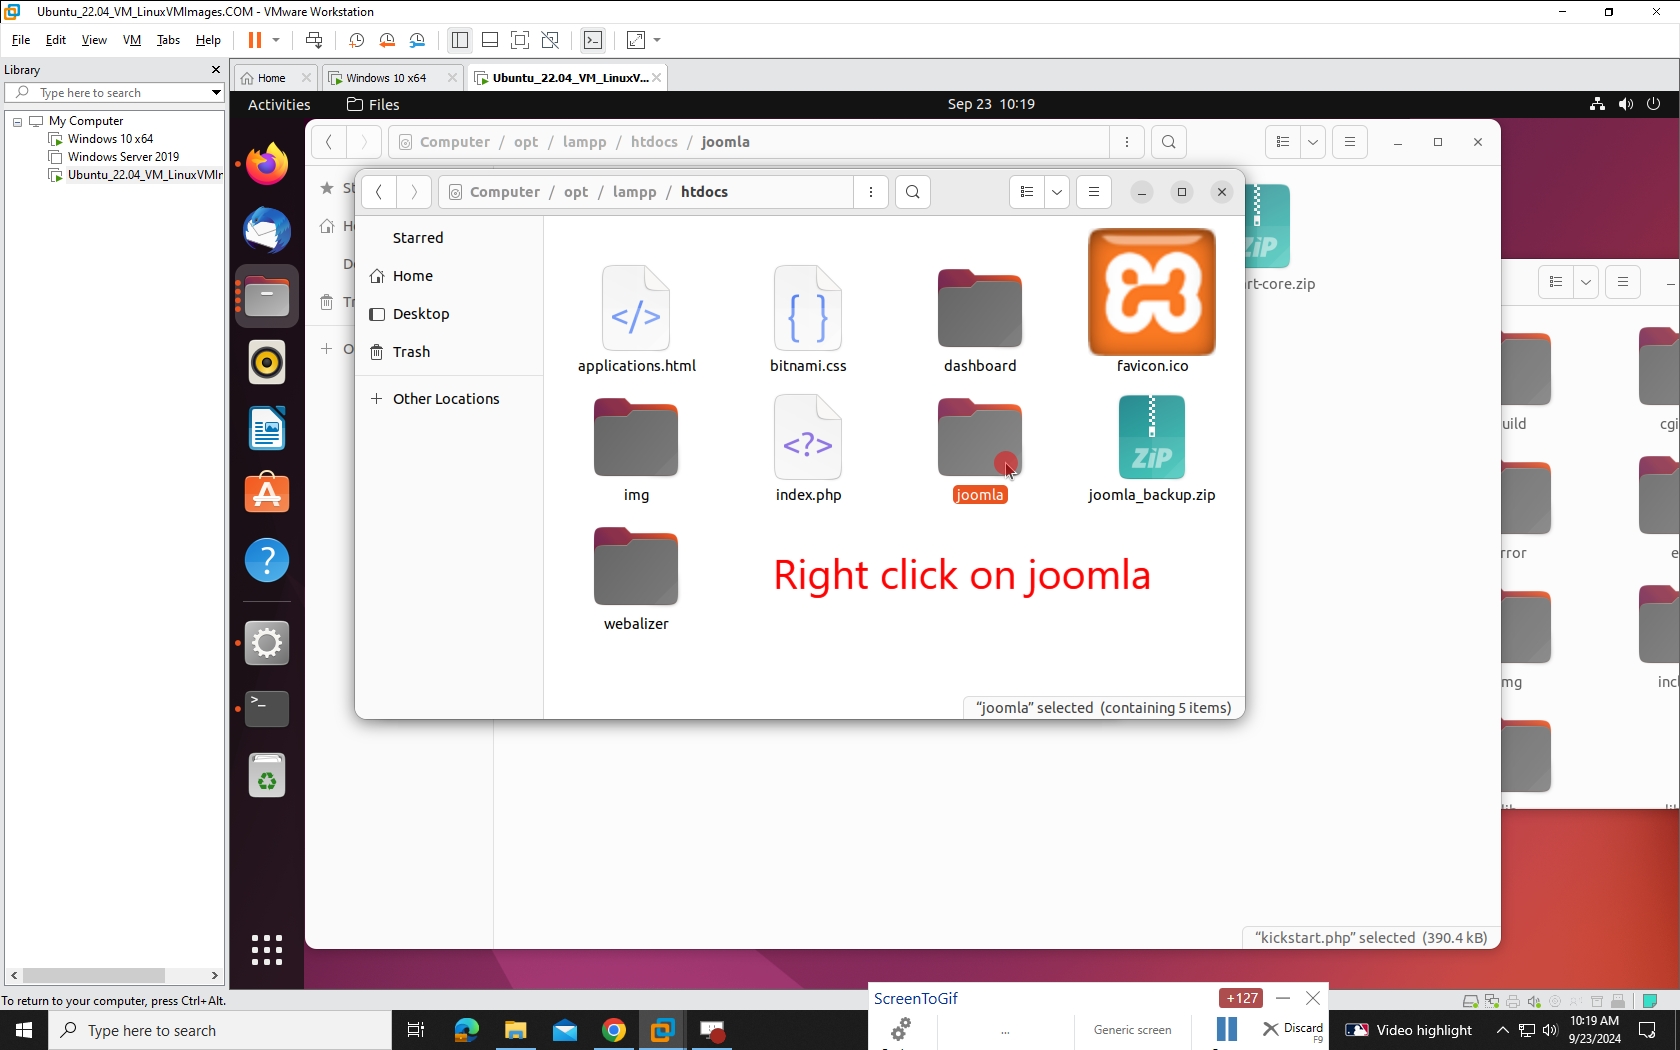 Ubuntu_22.04_VM_LinuxVMImages.COM - VMware Workstation
File Edit View VM Tabs Help
Library
Type here to search
My Computer
Windows 10 x64
Windows Server 2019
Ubuntu_22.04_VM_LinuxVMIr
Home
Windows 10 x64
Ubuntu_22.04_VM_LinuxV...
Activities
Files
Sep 23 10:19
Computer / opt / lampp / htdocs / joomla
Computer / opt / lampp / htdocs
Starred
Home
Desktop
Trash
+ Other Locations
applications.html
bitnami.css
dashboard
favicon.ico
img
index.php
joomla
ZiP
joomla_backup.zip
webalizer
Right click on joomla
"joomla" selected (containing 5 items)
ZiP
rt-core.zip
uild
cgi
rror
mg
incl
"kickstart.php" selected (390.4 kB)
To return to your computer, press Ctrl+Alt.
ScreenToGif
+127
...
Generic screen
Discard
F9
Type here to search
Video highlight
10:19 AM
9/23/2024